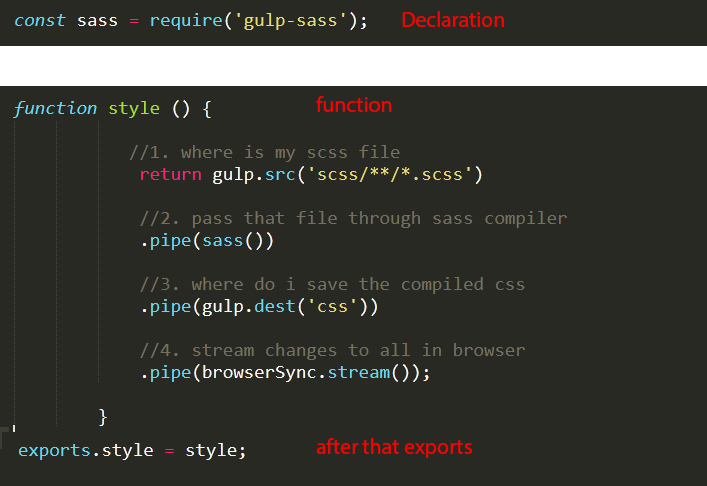 const sass = require('gulp-sass'); Declaration
function style () { function
//1. where is my scss file
return gulp.src('scss/**/*.scss')
//2. pass that file through sass compiler
.pipe(sass())
//3. where do i save the compiled css
.pipe(gulp.dest('css'))
//4. stream changes to all in browser
.pipe(browserSync.stream());
}
exports.style = style; after that exports